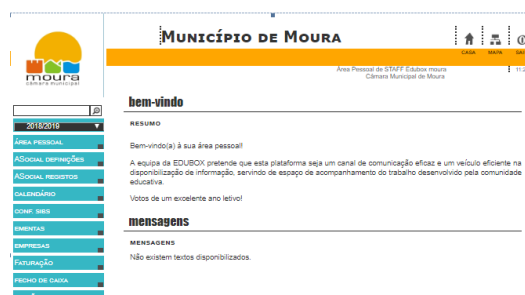 Município de Moura
CASA MAPA
Área Pessoal de STAFF Edubox moura
Câmara Municipal de Moura
moura
câmara municipal
2018/2019
ÁREA PESSOAL
ASocial definições
ASocial registos
CALENDÁRIO
CONF. SIBS
EMENTAS
EMPRESAS
Faturação
FECHO DE CAIXA
bem-vindo
RESUMO
Bem-vindo(a) à sua área pessoal!
A equipa da EDUBOX pretende que esta plataforma seja um canal de comunicação eficaz e um veículo eficiente na
disponibilização de informação, servindo de espaço de acompanhamento do trabalho desenvolvido pela comunidade
educativa.
Votos de um excelente ano letivo!
mensagens
MENSAGENS
Não existem textos disponibilizados.